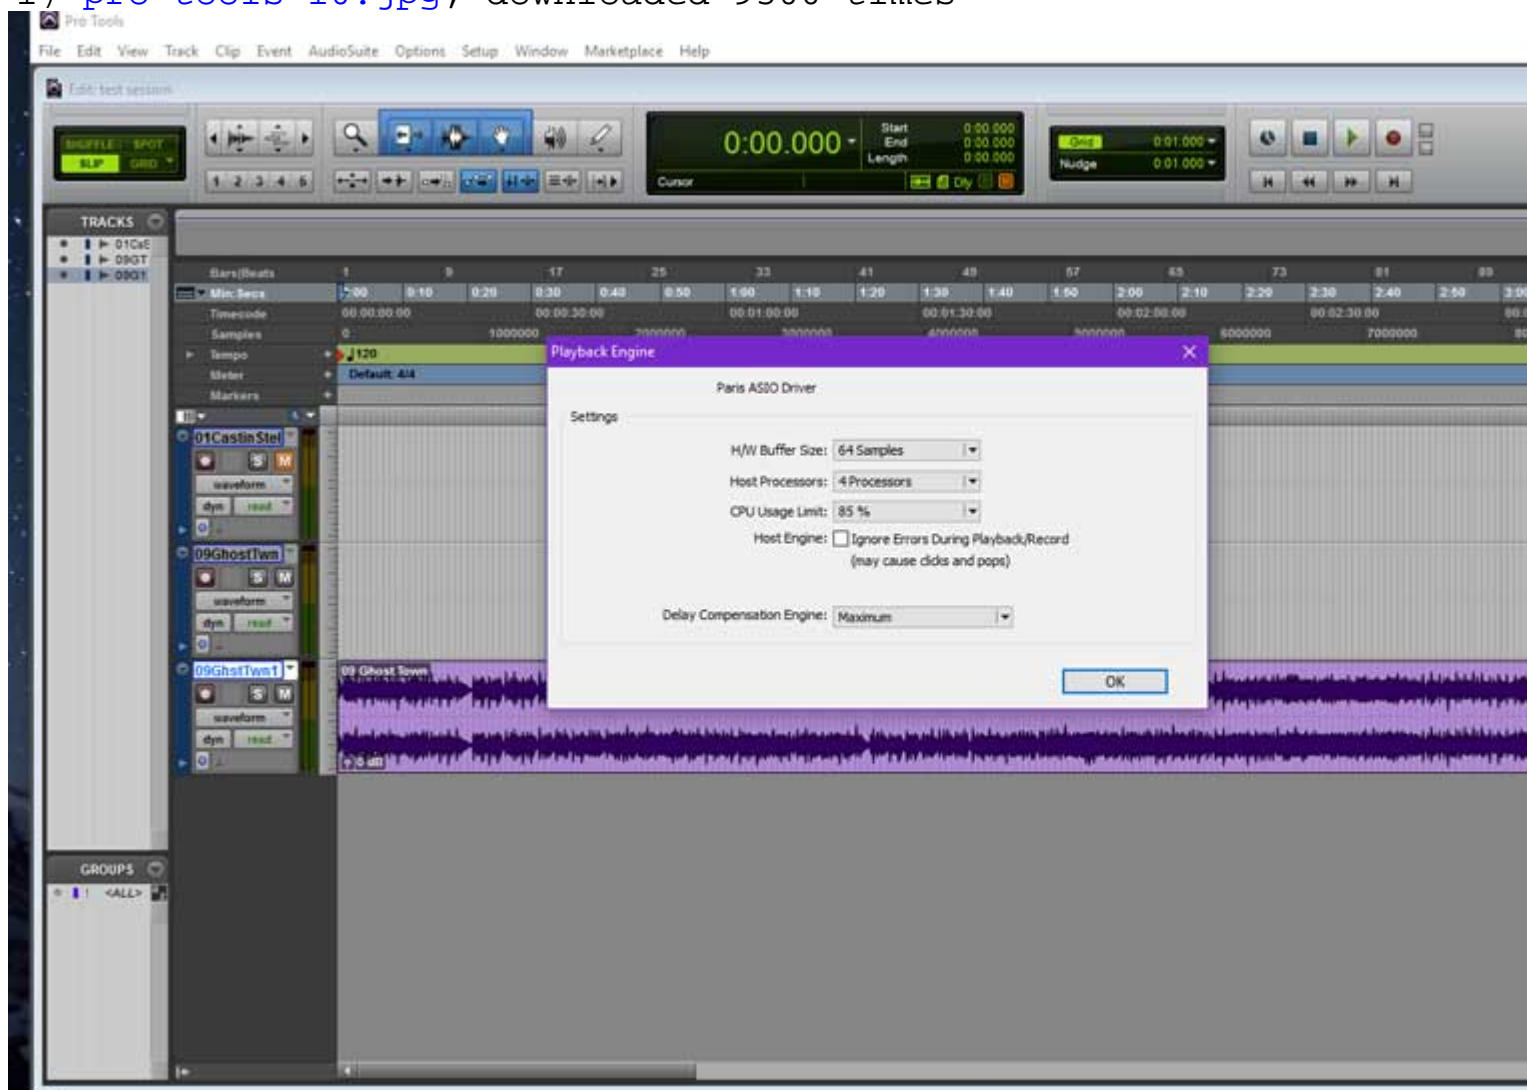 Pro Tools
File Edit View Track Clip Event AudioSuite Options Setup Window Marketplace Help
Edit: test session
SHUFFLE SPOT
SLIP GRID
1 2 3 4 5
0:00.000
Start 0:00.000
End 0:00.000
Length 0:00.000
Cursor
Dly
Grid 0:01.000
Nudge 0:01.000
TRACKS
01CaS
09GT
09GT
Bars|Beats 1 9 17 25 33 41 49 57 65 73 81 89
Min:Secs 0:00 0:10 0:20 0:30 0:40 0:50 1:00 1:10 1:20 1:30 1:40 1:50 2:00 2:10 2:20 2:30 2:40 2:50 3:00
Timecode 00:00:00:00 00:00:30:00 00:01:00:00 00:01:30:00 00:02:00:00 00:02:30:00
Samples 0 1000000 2000000 3000000 4000000 5000000 6000000 7000000
Tempo 120
Meter Default: 4/4
Markers
01CastinStel
S M
waveform
dyn read
09GhostTwn
S M
waveform
dyn read
09GhstTwn1
S M
waveform
dyn read
09 Ghost Town
0 dB
Playback Engine
Paris ASIO Driver
Settings
H/W Buffer Size: 64 Samples
Host Processors: 4 Processors
CPU Usage Limit: 85 %
Host Engine: Ignore Errors During Playback/Record
(may cause clicks and pops)
Delay Compensation Engine: Maximum
OK
GROUPS
! <ALL>